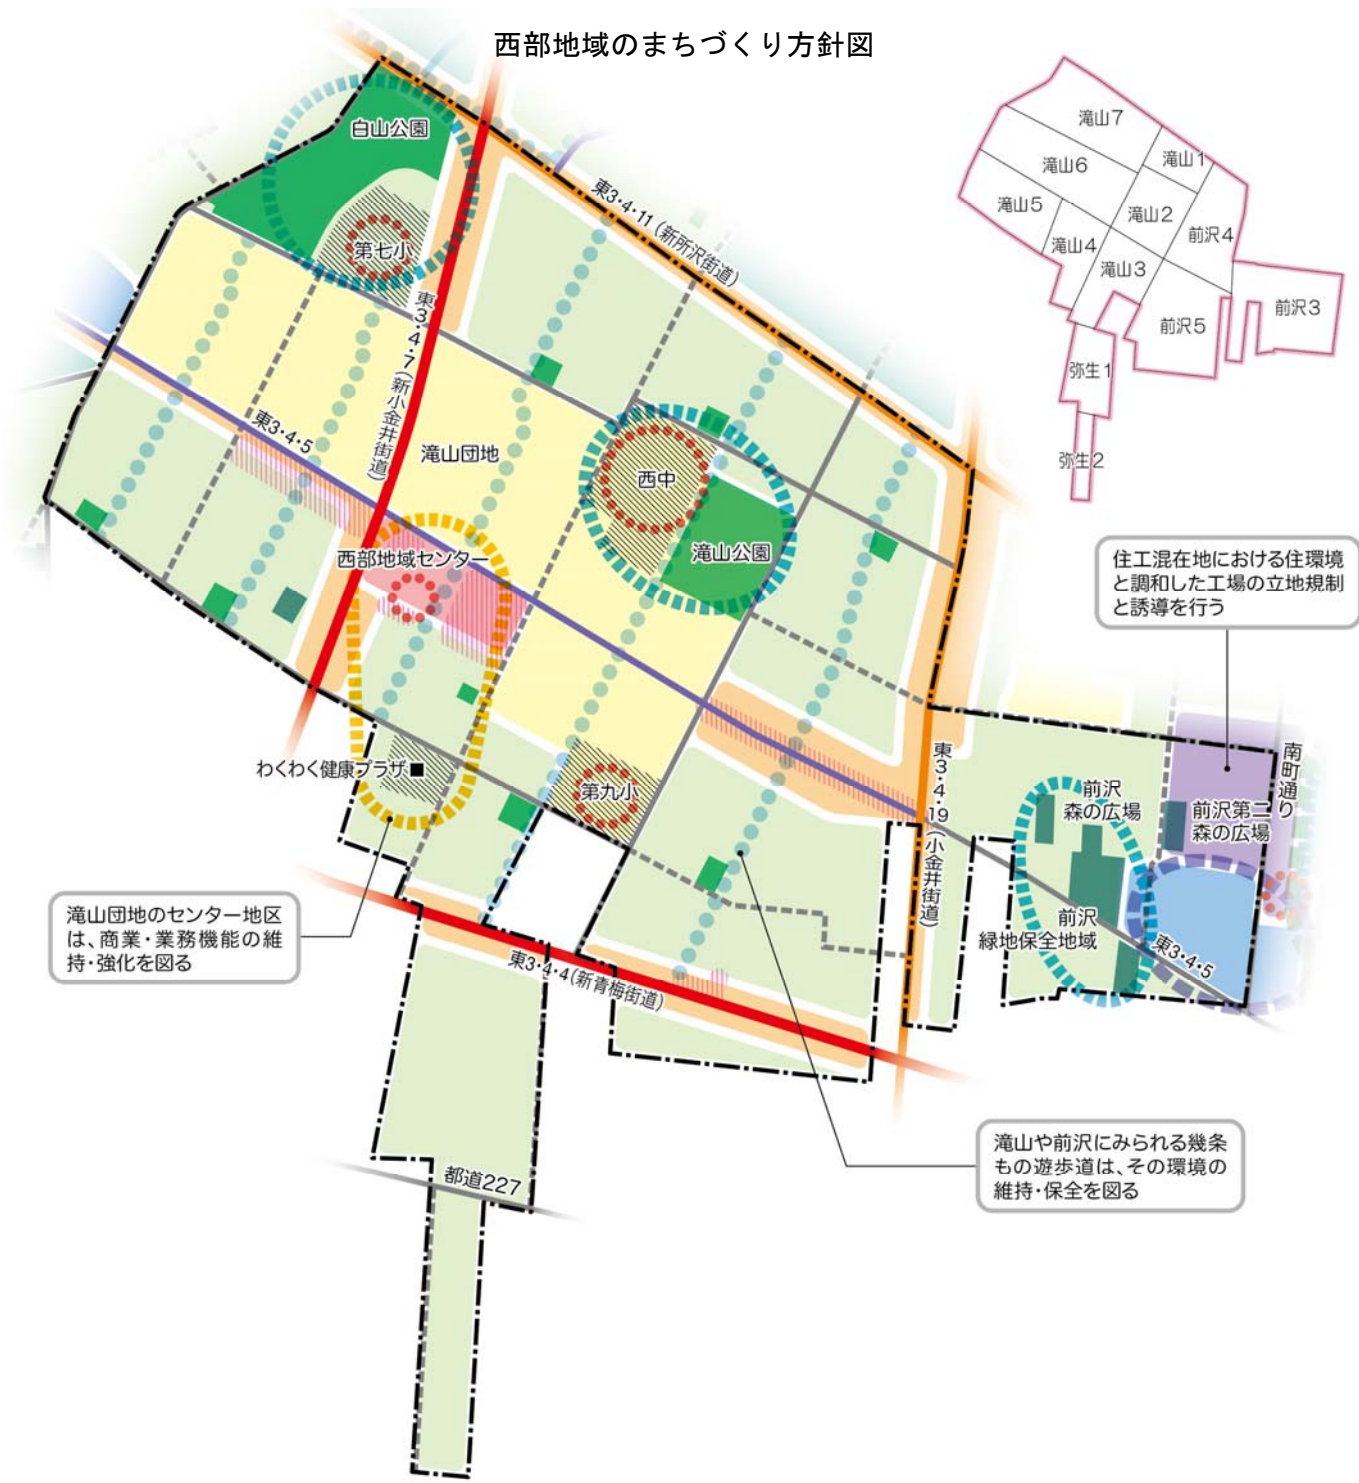 西部地域のまちづくり方針図
滝山7
滝山1
滝山6
滝山5
滝山2
滝山4
前沢4
滝山3
前沢3
前沢5
弥生1
弥生2
白山公園
第七小
東3・4・11(新所沢街道)
東3・4・7(新小金井街道)
東3・4・5
滝山団地
西中
滝山公園
西部地域センター
住工混在地における住環境
と調和した工場の立地規制
と誘導を行う
わくわく健康プラザ
第九小
東3・4・19(小金井街道)
前沢
森の広場
前沢第二
森の広場
南町通り
前沢
緑地保全地域
東3・4・5
滝山団地のセンター地区
は、商業・業務機能の維
持・強化を図る
東3・4・4(新青梅街道)
滝山や前沢にみられる幾条
もの遊歩道は、その環境の
維持・保全を図る
都道227